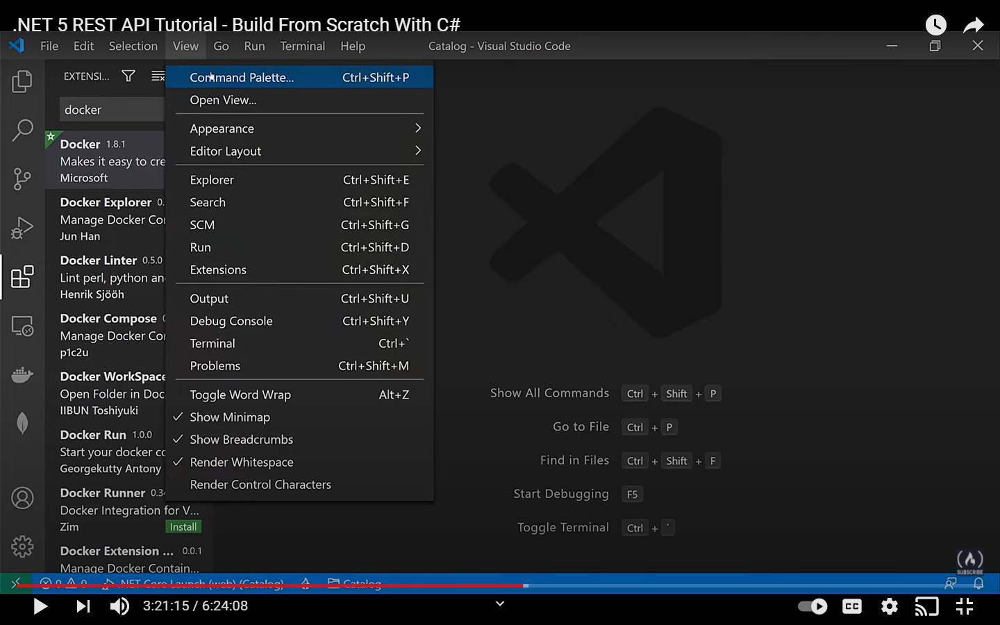 .NET 5 REST API Tutorial - Build From Scratch With C#
File Edit Selection View Go Run Terminal Help Catalog - Visual Studio Code
EXTENSI...
docker
Docker 1.8.1
Makes it easy to cre
Microsoft
Docker Explorer 0.
Manage Docker Con
Jun Han
Docker Linter 0.5.0
Lint perl, python an
Henrik Sjööh
Docker Compose
Manage Docker Con
p1c2u
Docker WorkSpace
Open Folder in Doc
IIBUN Toshiyuki
Docker Run 1.0.0
Start your docker co
Georgekutty Antony
Docker Runner 0.3
Docker Integration for V...
Zim Install
Docker Extension ... 0.0.1
Manage Docker Contain...
Command Palette... Ctrl+Shift+P
Open View...
Appearance
Editor Layout
Explorer Ctrl+Shift+E
Search Ctrl+Shift+F
SCM Ctrl+Shift+G
Run Ctrl+Shift+D
Extensions Ctrl+Shift+X
Output Ctrl+Shift+U
Debug Console Ctrl+Shift+Y
Terminal Ctrl+`
Problems Ctrl+Shift+M
Toggle Word Wrap Alt+Z
✓ Show Minimap
✓ Show Breadcrumbs
✓ Render Whitespace
Render Control Characters
Show All Commands Ctrl + Shift + P
Go to File Ctrl + P
Find in Files Ctrl + Shift + F
Start Debugging F5
Toggle Terminal Ctrl + `
SUBSCRIBE
0 0 .NET Core Launch (web) (Catalog) Catalog
3:21:15 / 6:24:08
CC